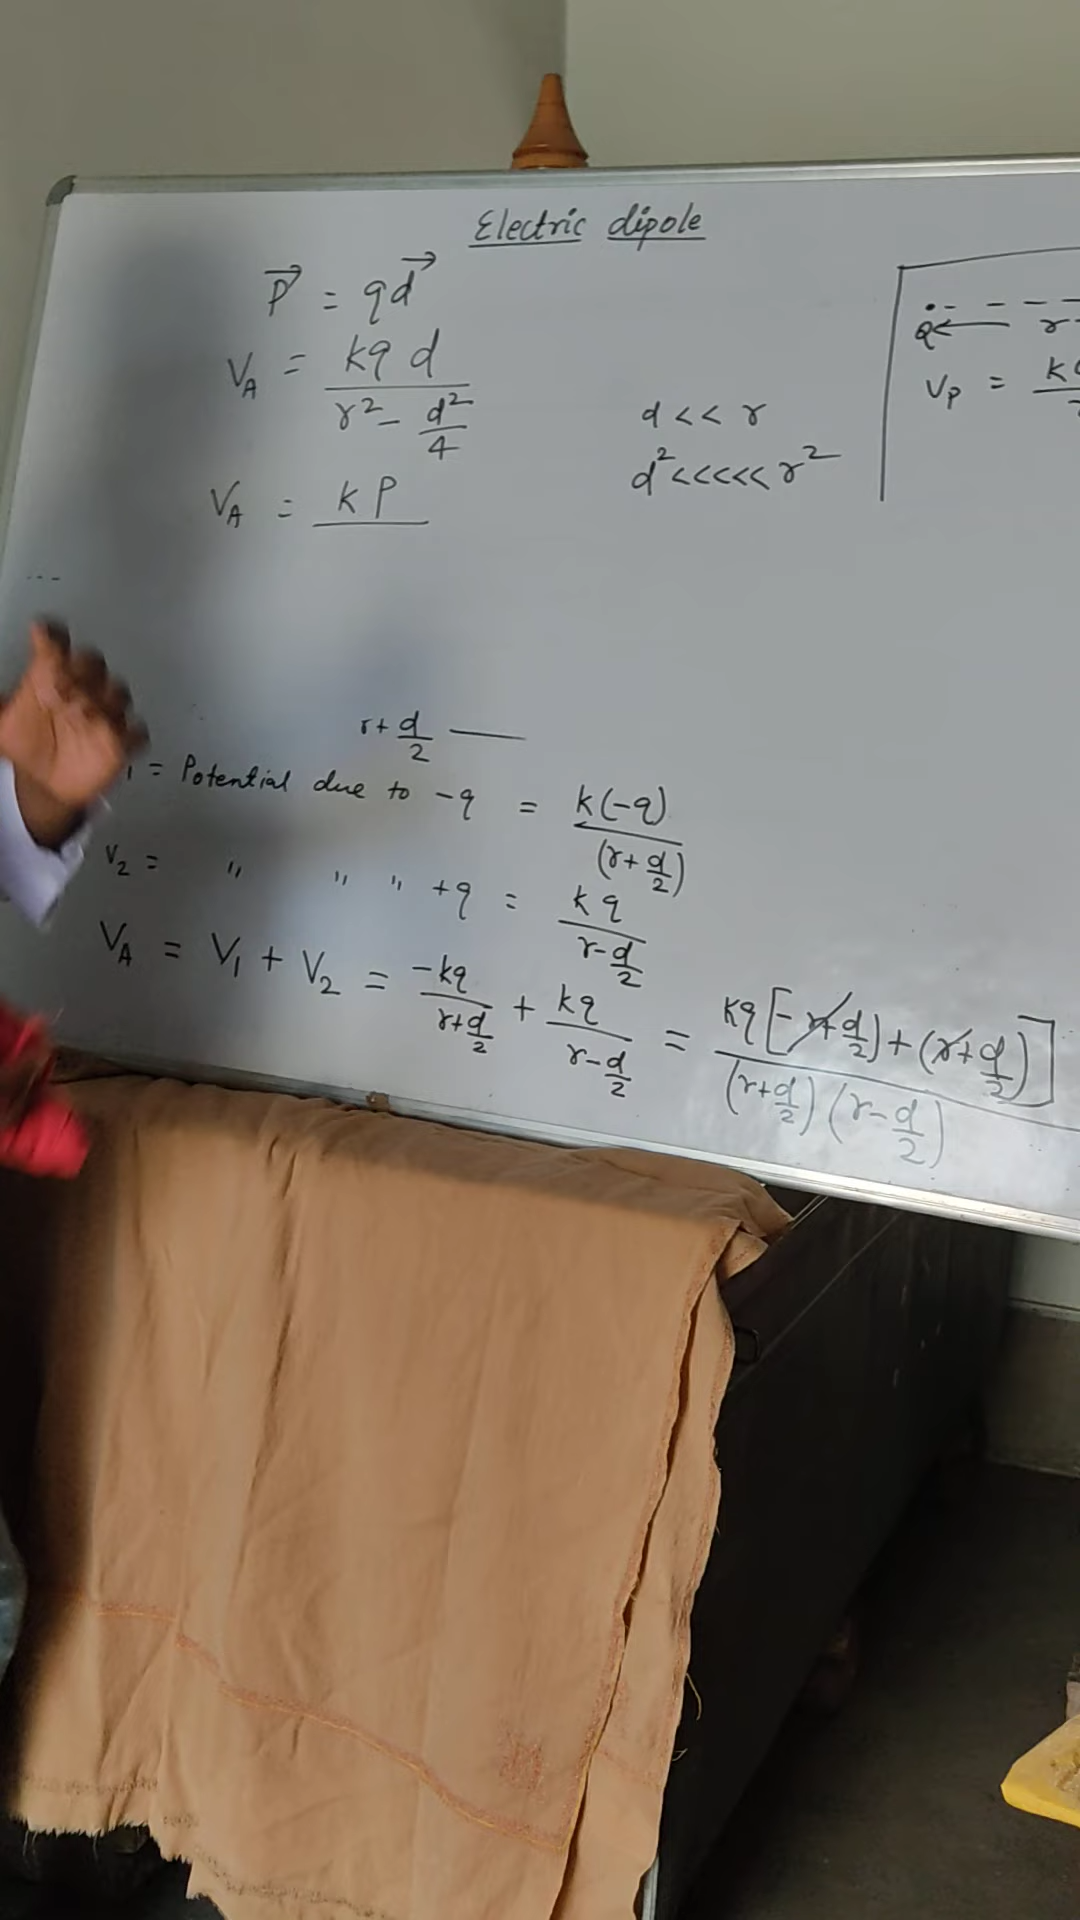 Electric dipole
P⃗ = qd⃗
V_A = kq d / (r² - d²/4)
d << r
d² <<<<< r²
V_A = kP
Q ← r
V_P = k
r + d/2
= Potential due to -q = k(-q) / (r + d/2)
V₂ = " " " +q = kq / (r - d/2)
V_A = V₁ + V₂ = -kq / (r + d/2) + kq / (r - d/2) = kq [-r + d/2) + (r + d/2)] / (r + d/2) (r - d/2)